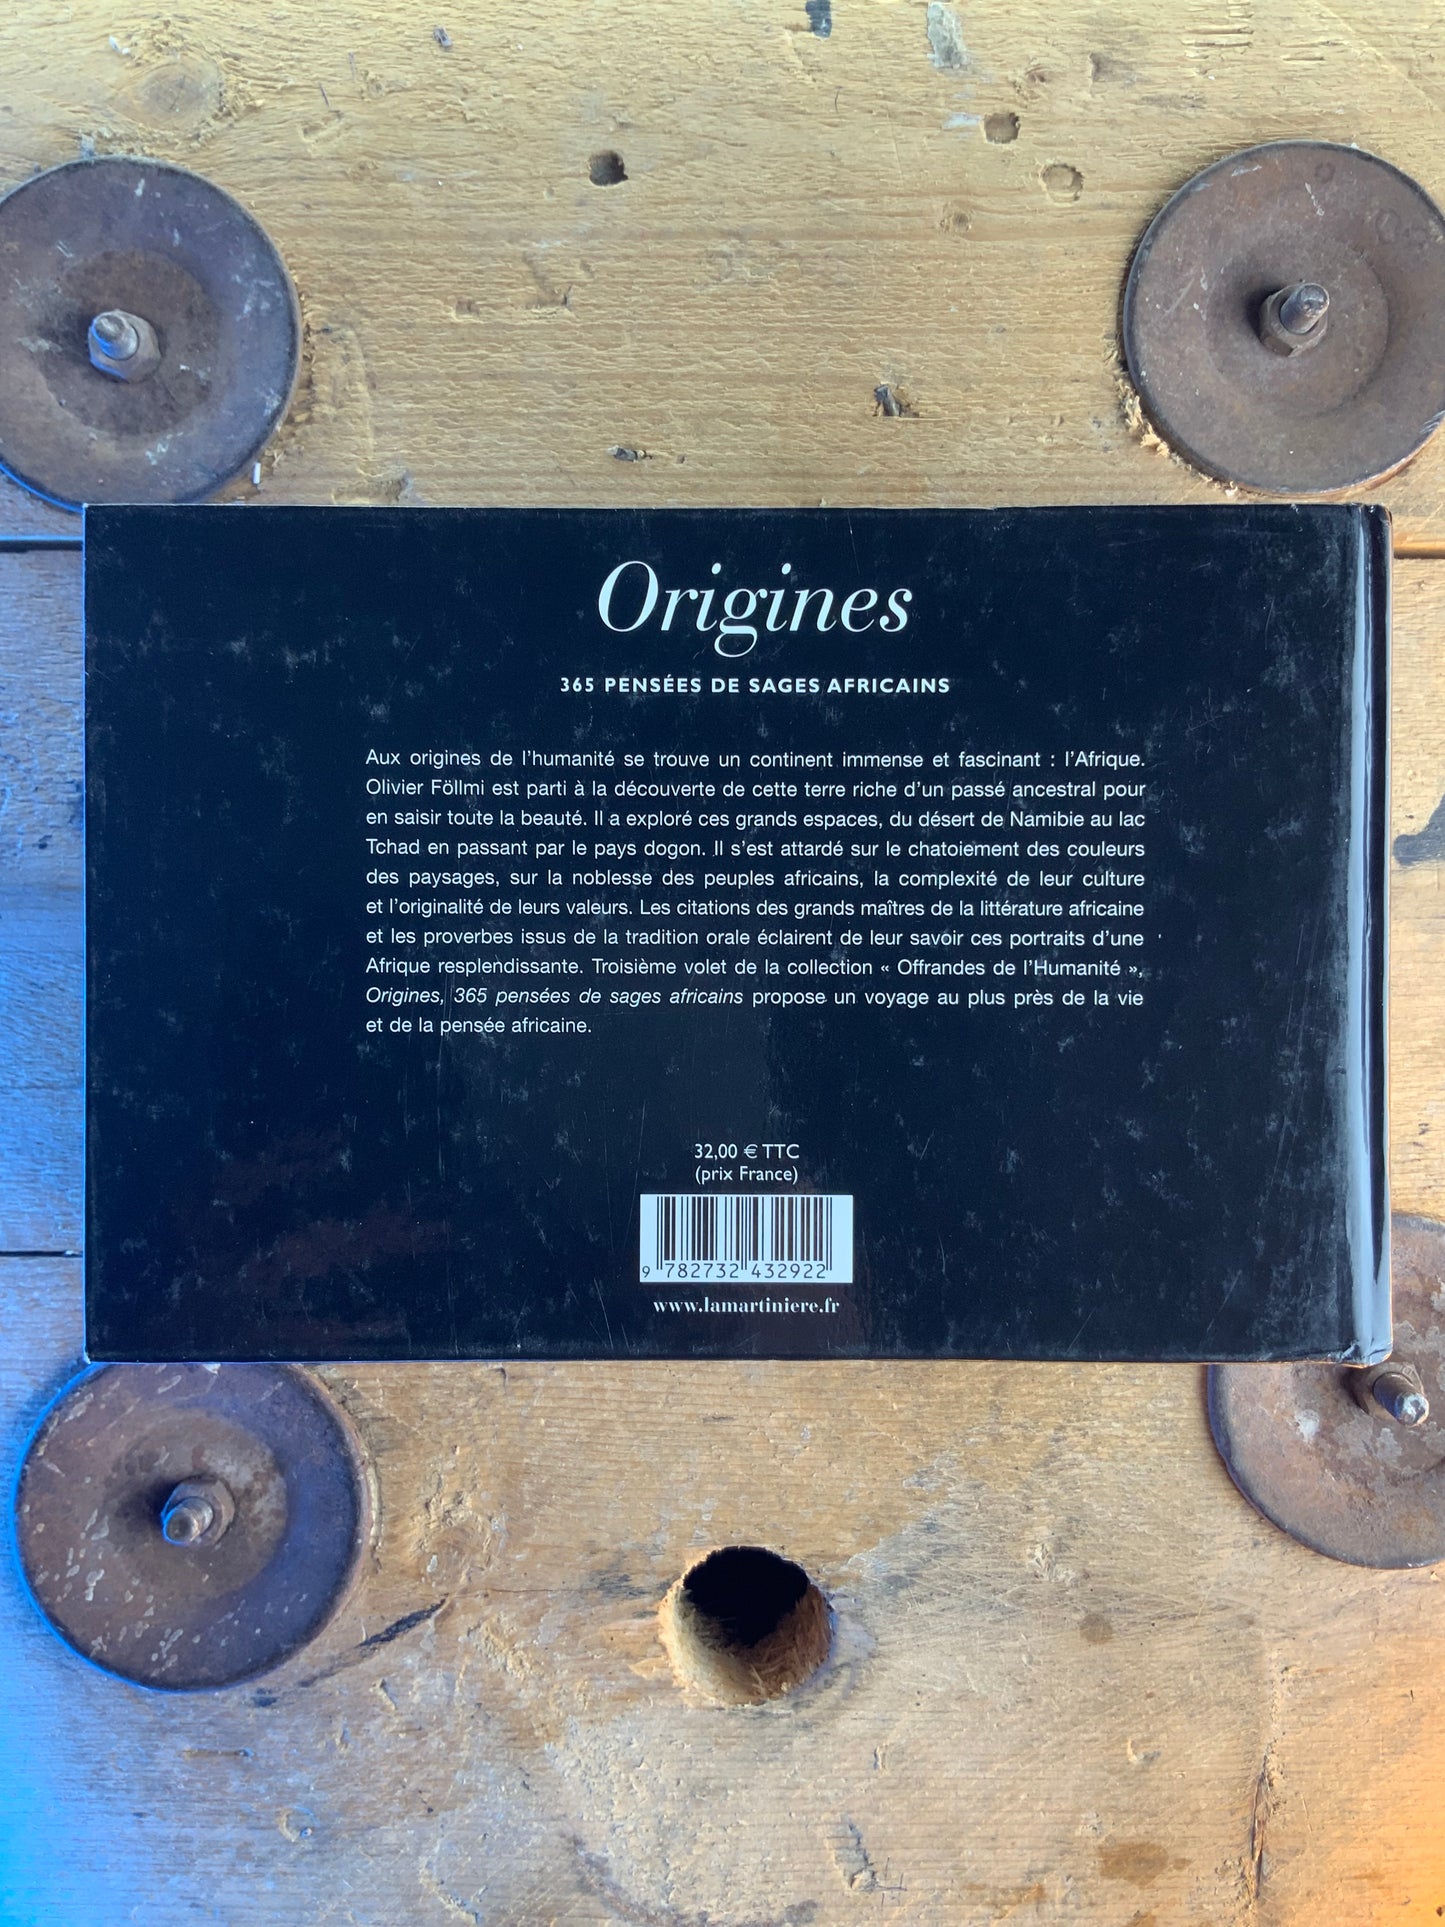 Origines
365 PENSÉES DE SAGES AFRICAINS
Aux origines de l'humanité se trouve un continent immense et fascinant : l'Afrique.
Olivier Föllmi est parti à la découverte de cette terre riche d'un passé ancestral pour
en saisir toute la beauté. Il a exploré ces grands espaces, du désert de Namibie au lac
Tchad en passant par le pays dogon. Il s'est attardé sur le chatoiement des couleurs
des paysages, sur la noblesse des peuples africains, la complexité de leur culture
et l'originalité de leurs valeurs. Les citations des grands maîtres de la littérature africaine
et les proverbes issus de la tradition orale éclairent de leur savoir ces portraits d'une
Afrique resplendissante. Troisième volet de la collection « Offrandes de l'Humanité »,
Origines, 365 pensées de sages africains propose un voyage au plus près de la vie
et de la pensée africaine.
32,00 € TTC
(prix France)
9 782732 432922
www.lamartiniere.fr